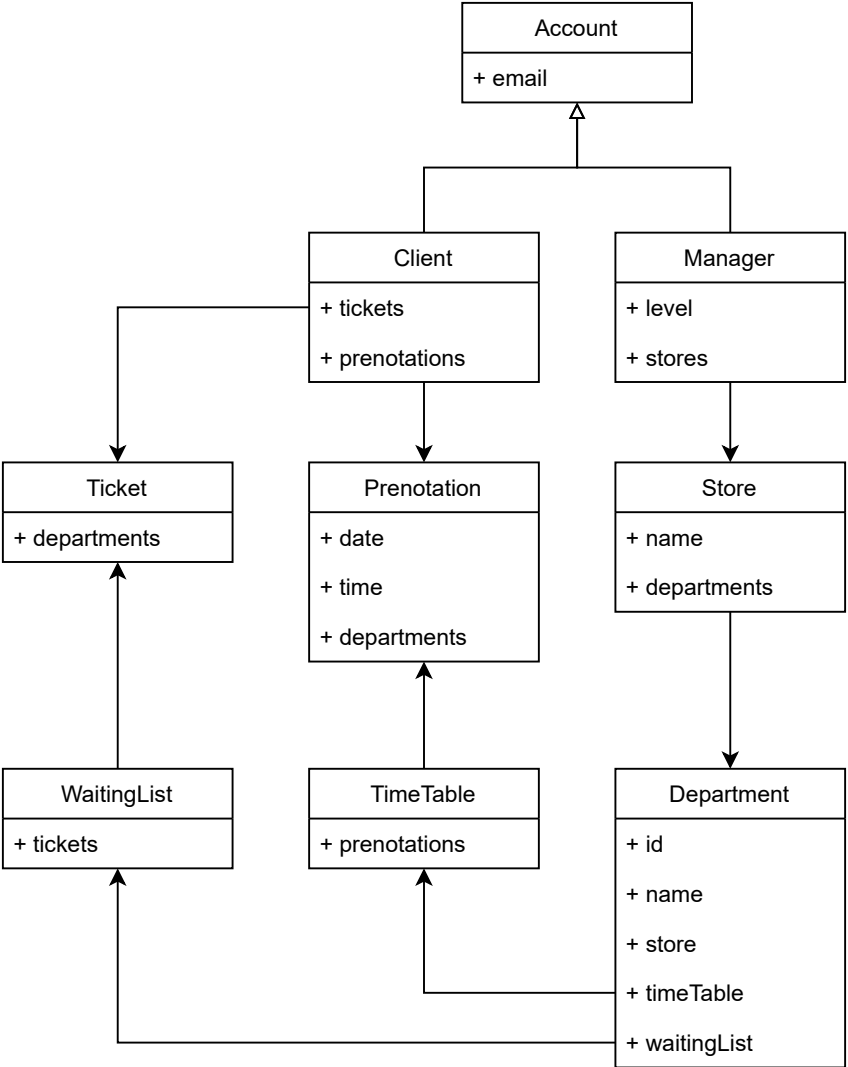 Account
+ email
Client
+ tickets
+ prenotations
Manager
+ level
+ stores
Ticket
+ departments
Prenotation
+ date
+ time
+ departments
Store
+ name
+ departments
WaitingList
+ tickets
TimeTable
+ prenotations
Department
+ id
+ name
+ store
+ timeTable
+ waitingList